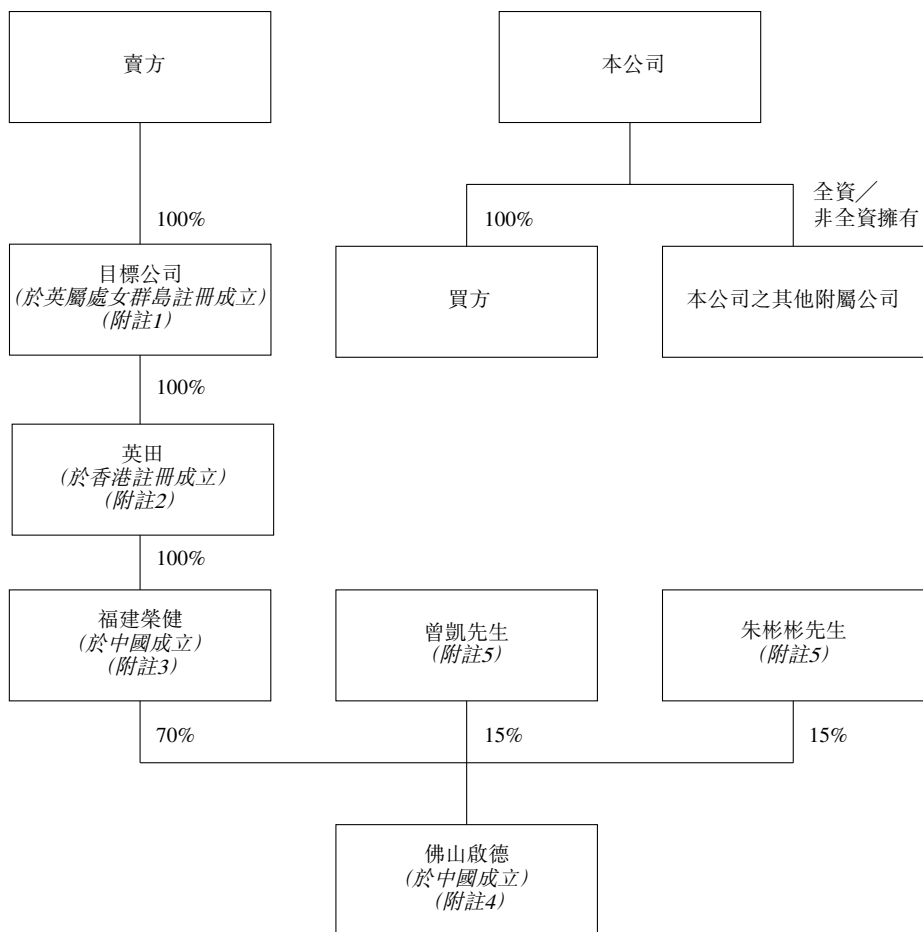 賣方
本公司
100%
100%
全資／
非全資擁有
目標公司
(於英屬處女群島註冊成立)
(附註1)
買方
本公司之其他附屬公司
100%
英田
(於香港註冊成立)
(附註2)
100%
福建榮健
(於中國成立)
(附註3)
曾凱先生
(附註5)
朱彬彬先生
(附註5)
70%
15%
15%
佛山啟德
(於中國成立)
(附註4)